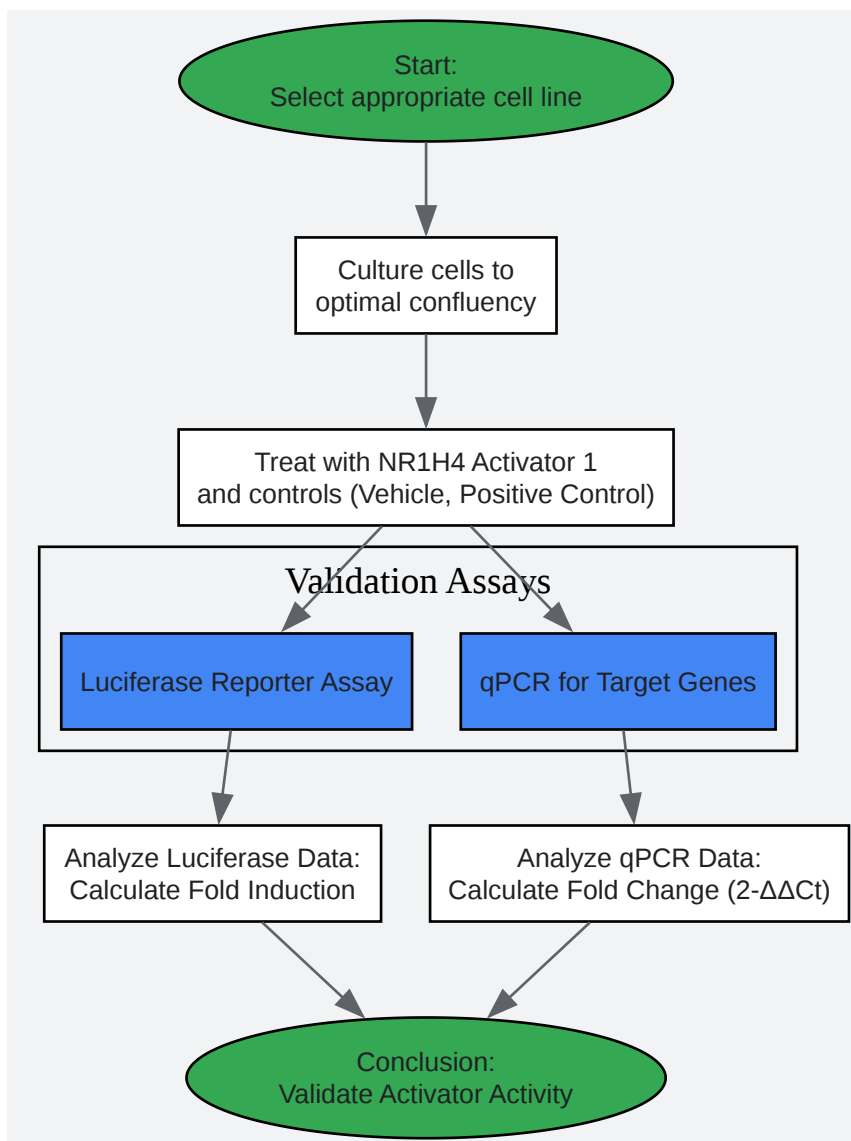 Start:
Select appropriate cell line
Culture cells to
optimal confluency
Treat with NR1H4 Activator 1
and controls (Vehicle, Positive Control)
Validation Assays
Luciferase Reporter Assay
qPCR for Target Genes
Analyze Luciferase Data:
Calculate Fold Induction
Analyze qPCR Data:
Calculate Fold Change (2-ΔΔCt)
Conclusion:
Validate Activator Activity